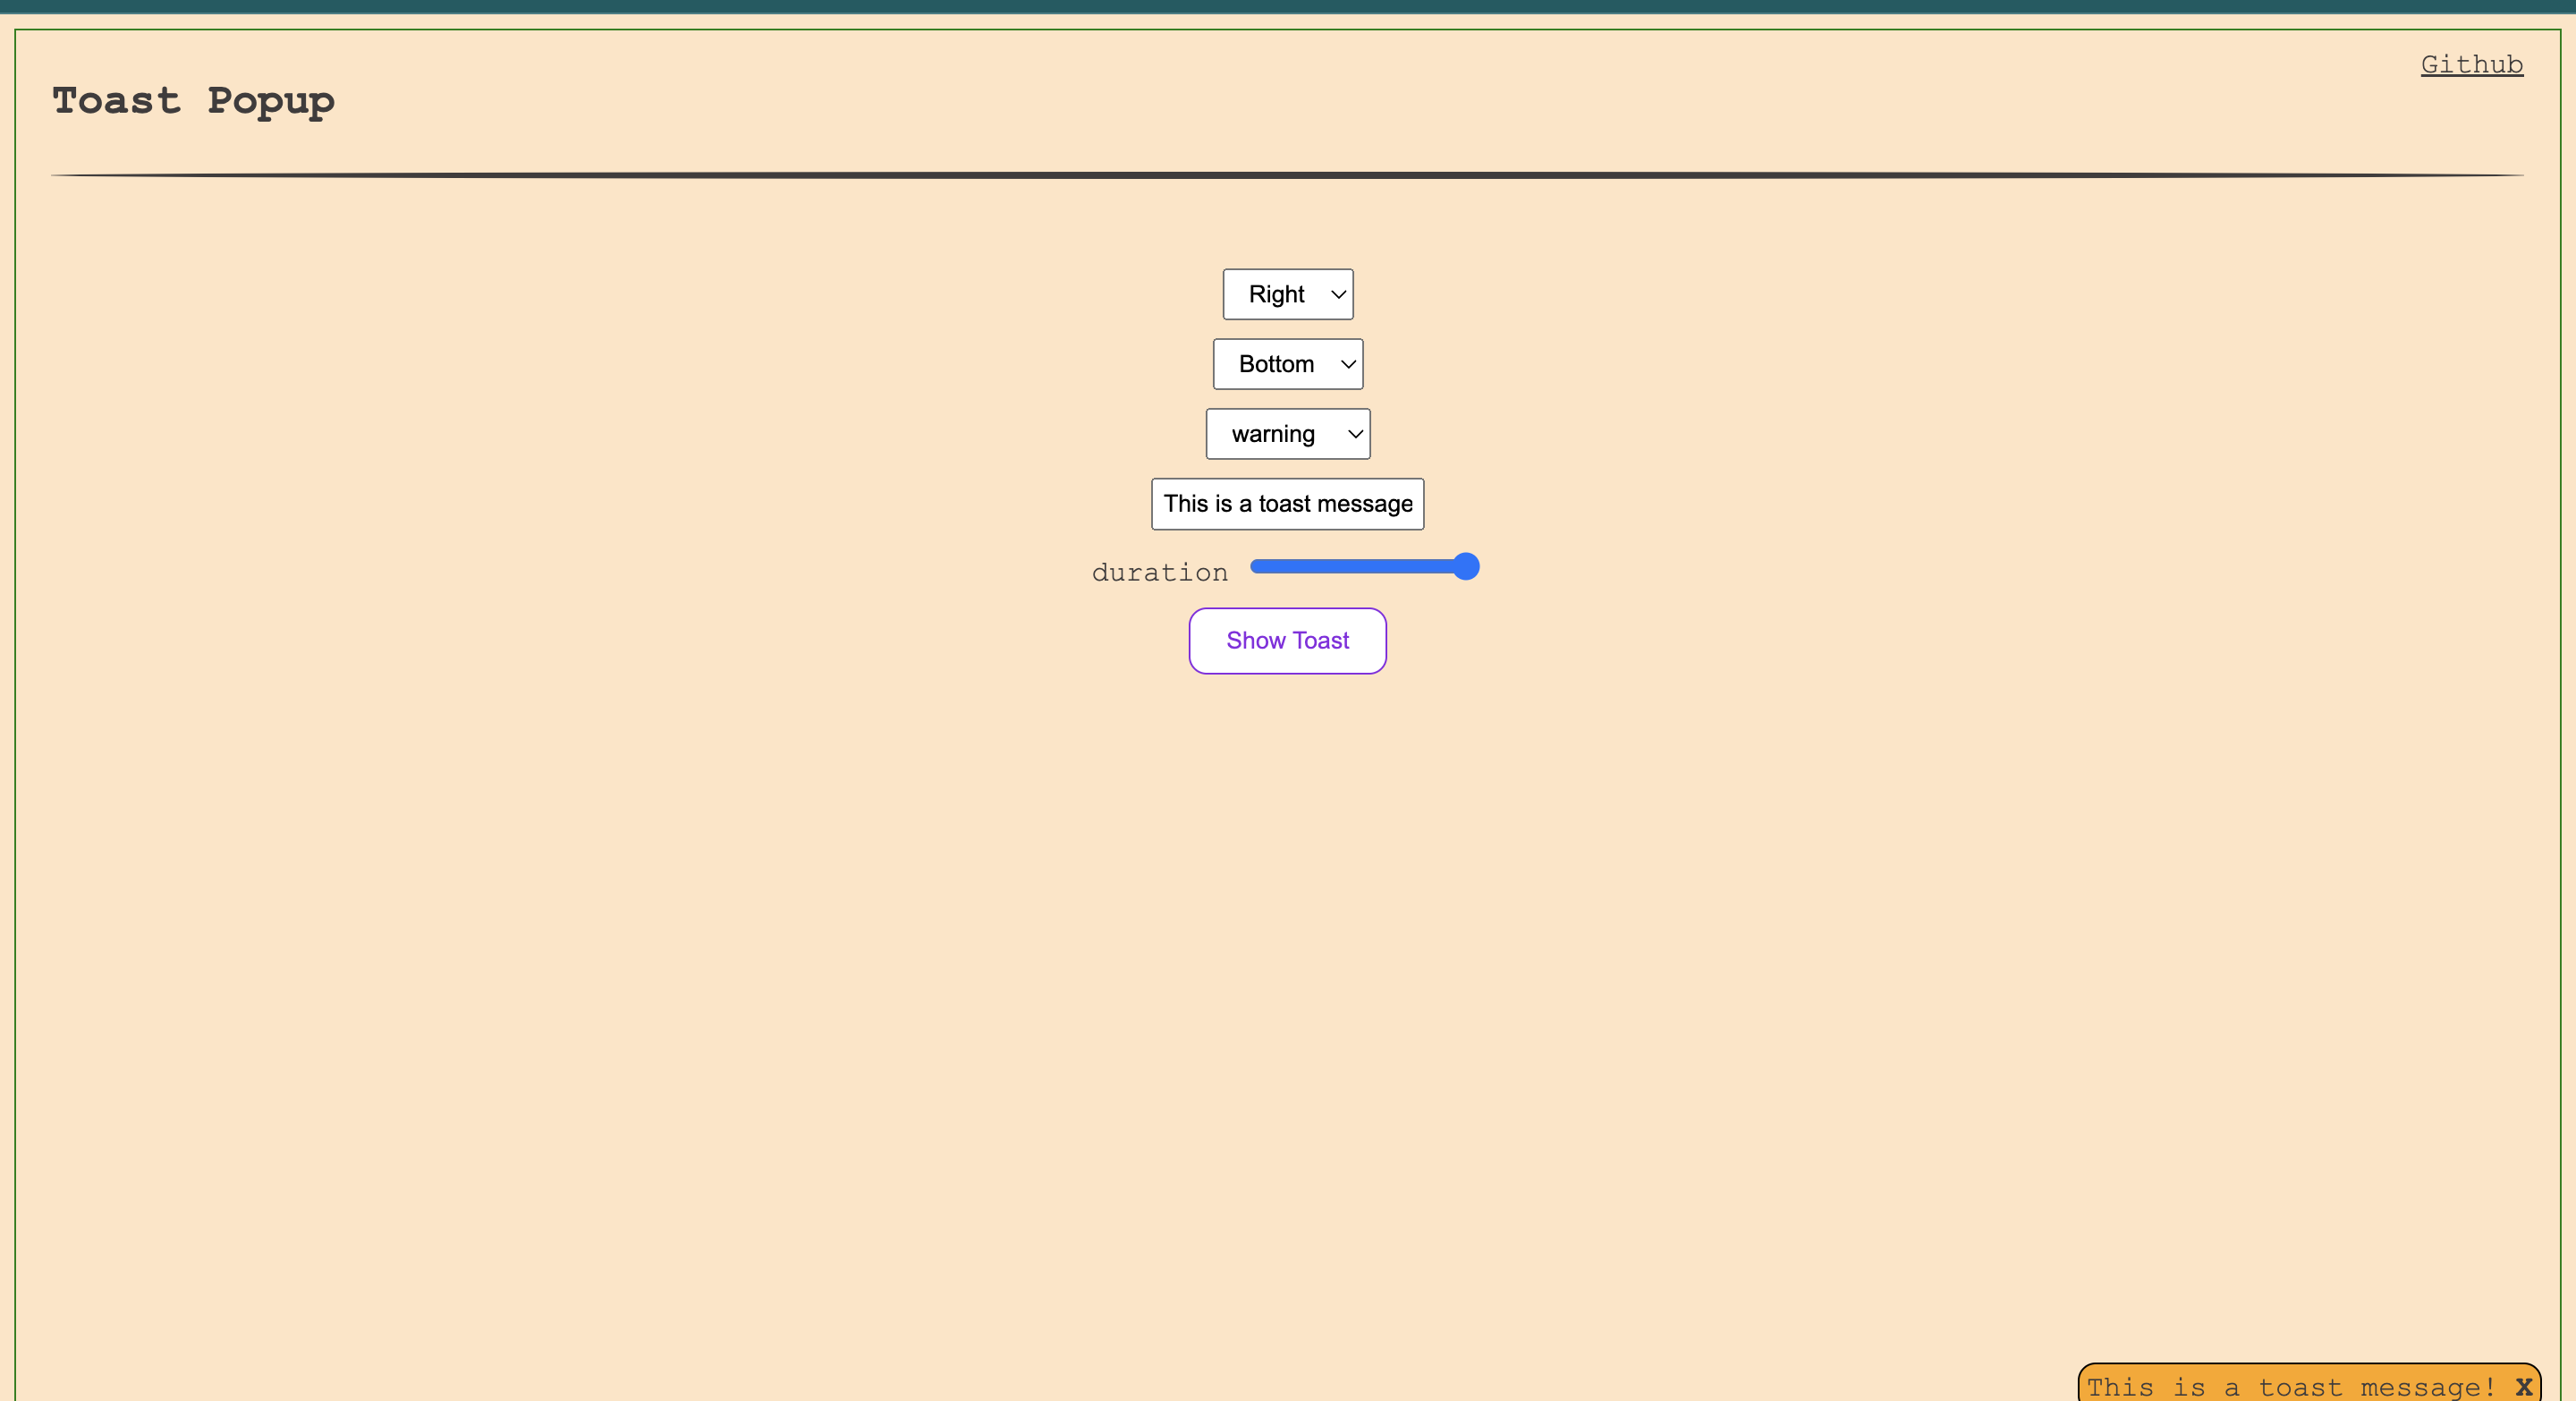 Github
Toast Popup
Right
Bottom
warning
This is a toast message
duration
Show Toast
This is a toast message! X